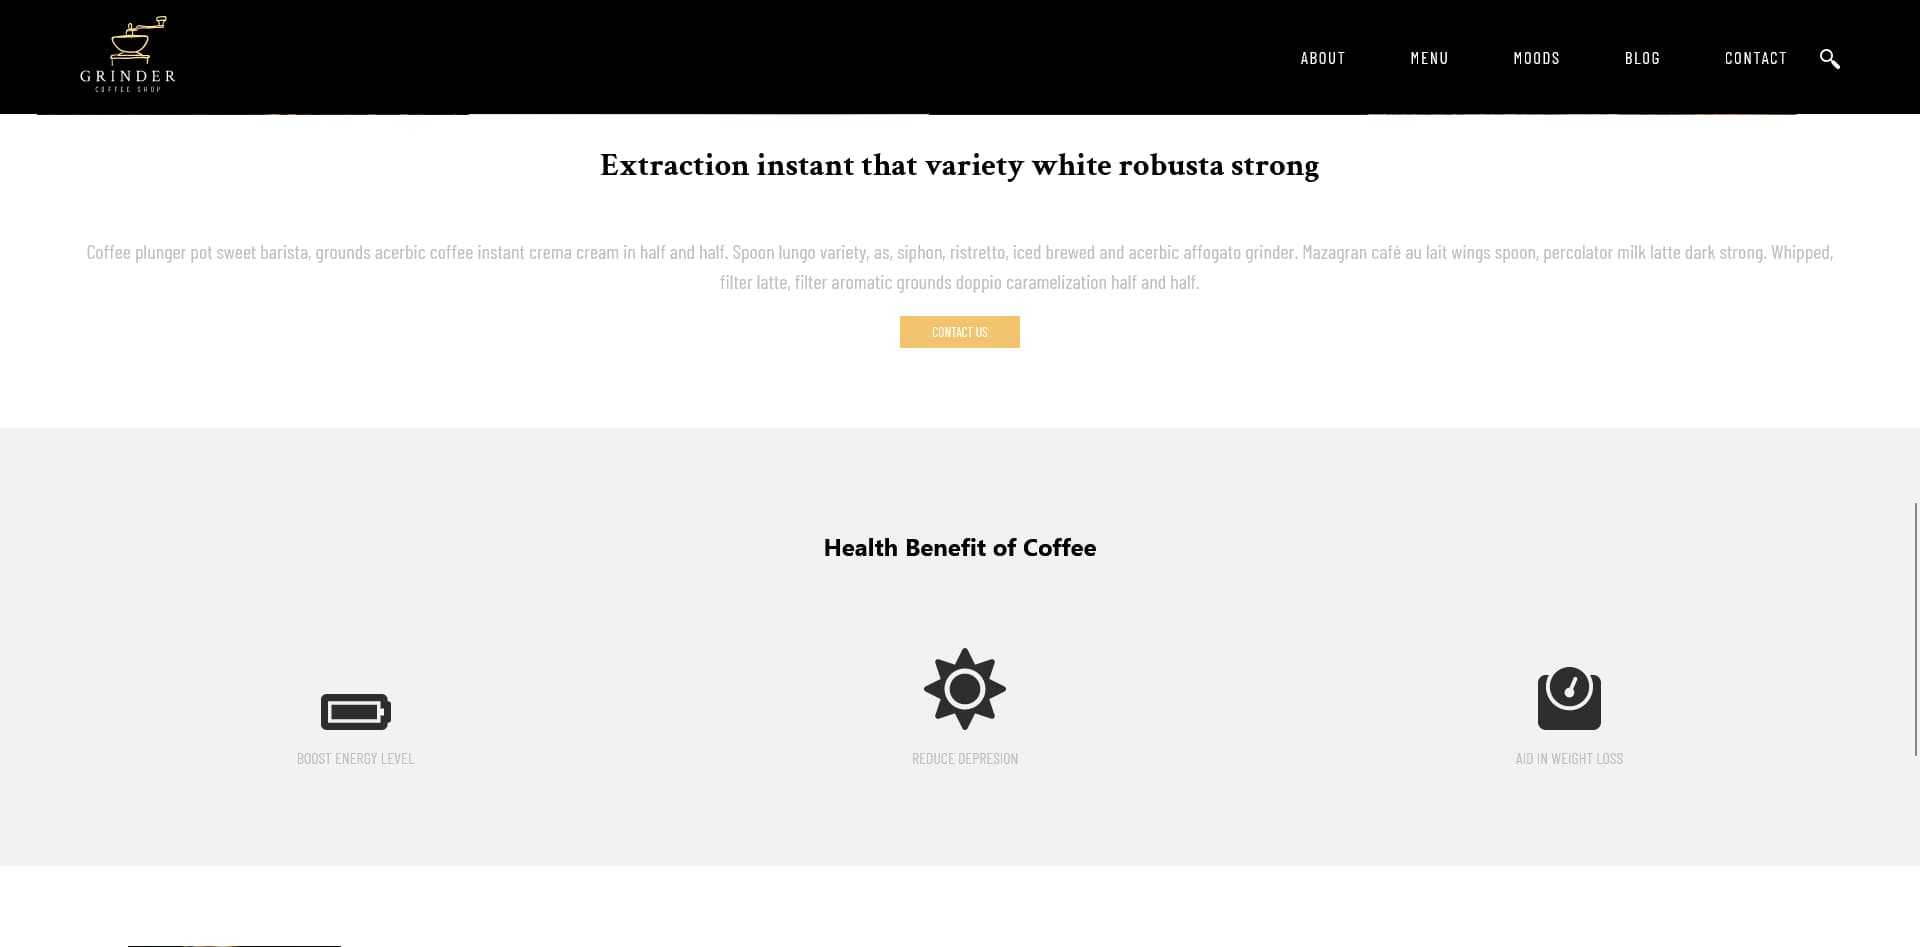 GRINDER
COFFEE SHOP
ABOUT
MENU
MOODS
BLOG
CONTACT
Extraction instant that variety white robusta strong
Coffee plunger pot sweet barista, grounds acerbic coffee instant crema cream in half and half. Spoon lungo variety, as, siphon, ristretto, iced brewed and acerbic affogato grinder. Mazagran café au lait wings spoon, percolator milk latte dark strong. Whipped,
filter latte, filter aromatic grounds doppio caramelization half and half.
CONTACT US
Health Benefit of Coffee
BOOST ENERGY LEVEL
REDUCE DEPRESION
AID IN WEIGHT LOSS